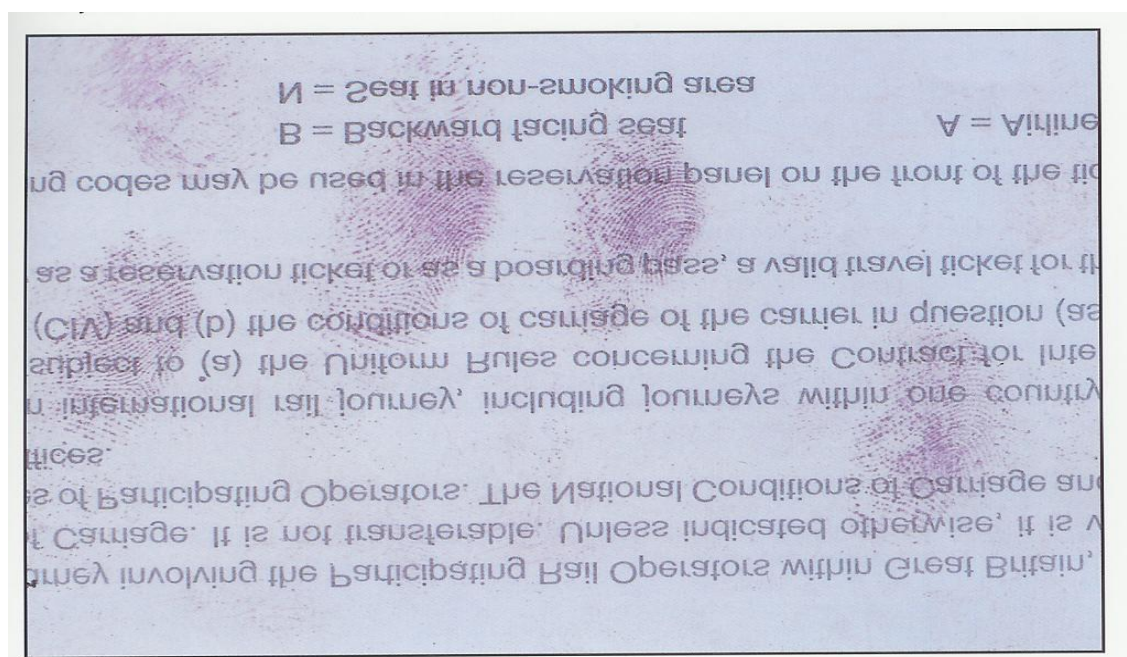 urney involving the Participating Rail Operators within Great Britain,
f Carriage. It is not transferable. Unless indicated otherwise, it is v
s of Participating Operators. The National Conditions of Carriage an
ffices.
n international rail journey, including journeys within one country
subject to (a) the Uniform Rules concerning the Contract for Inte
(CIV) and (b) the conditions of carriage of the carrier in question (as
as a reservation ticket or as a boarding pass, a valid travel ticket for th
ng codes may be used in the reservation panel on the front of the tic
B = Backward facing seat A = Airline
N = Seat in non-smoking area